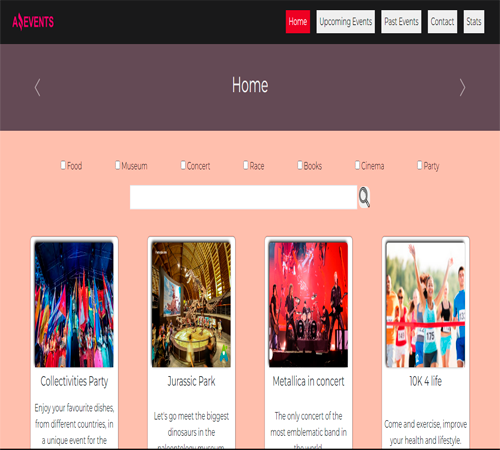 EVENTS
Home Upcoming Events Past Events Contact Stats
Home
Food Museum Concert Race Books Cinema Party
Collectivities Party
Enjoy your favourite dishes,
from different countries, in
a unique event for the
Jurassic Park
Let's go meet the biggest
dinosaurs in the
paleontology museum
Metallica in concert
The only concert of the
most emblematic band in
the world
10K 4 life
Come and exercise, improve
your health and lifestyle.
175